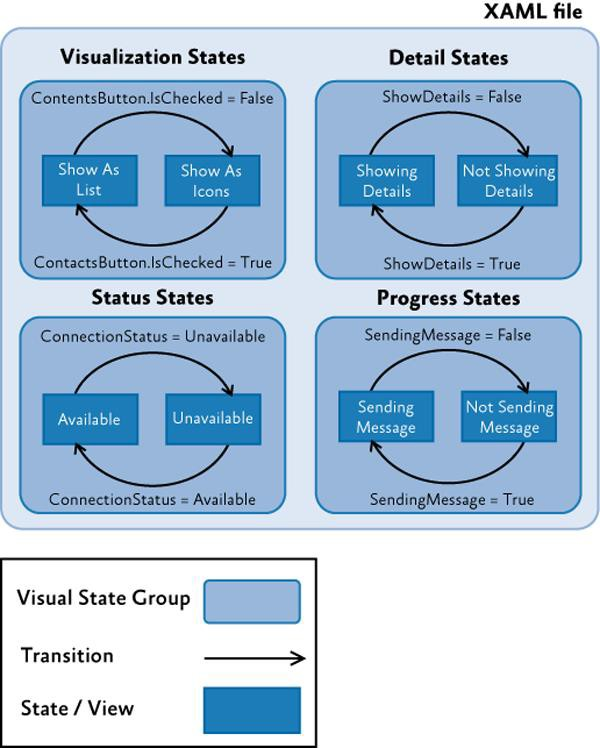 XAML file
Visualization States
ContentsButton.IsChecked = False
Show As
List
Show As
Icons
ContactsButton.IsChecked = True
Detail States
ShowDetails = False
Showing
Details
Not Showing
Details
ShowDetails = True
Status States
ConnectionStatus = Unavailable
Available
Unavailable
ConnectionStatus = Available
Progress States
SendingMessage = False
Sending
Message
Not Sending
Message
SendingMessage = True
Visual State Group
Transition
State / View